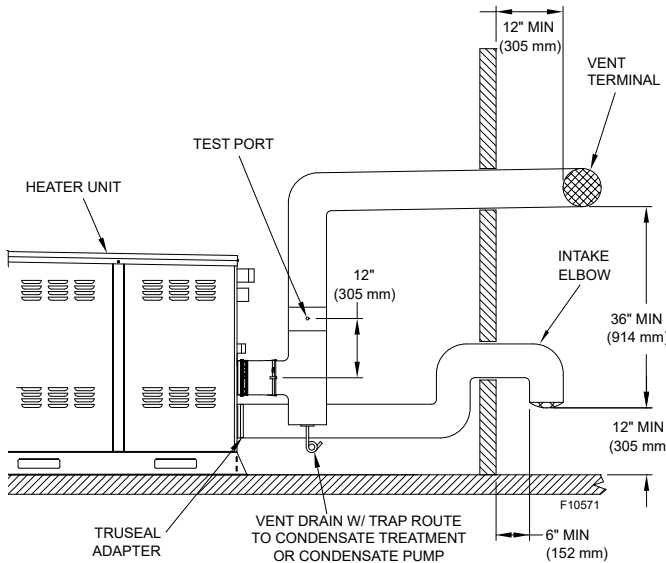 12" MIN
(305 mm)
VENT
TERMINAL
TEST PORT
HEATER UNIT
12"
(305 mm)
INTAKE
ELBOW
36" MIN
(914 mm)
12" MIN
(305 mm)
F10571
TRUSEAL
ADAPTER
VENT DRAIN W/ TRAP ROUTE
TO CONDENSATE TREATMENT
OR CONDENSATE PUMP
6" MIN
(152 mm)